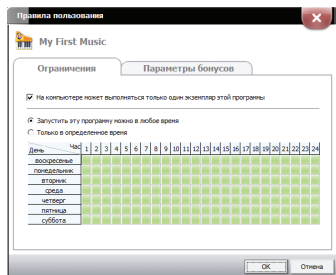 Правила пользования
My First Music
Ограничения
Параметры бонусов
На компьютере может выполняться только один экземпляр этой программы
Запустить эту программу можно в любое время
Только в определенное время
День Час 1 2 3 4 5 6 7 8 9 10 11 12 13 14 15 16 17 18 19 20 21 22 23 24
воскресенье
понедельник
вторник
среда
четверг
пятница
суббота
OK Отмена